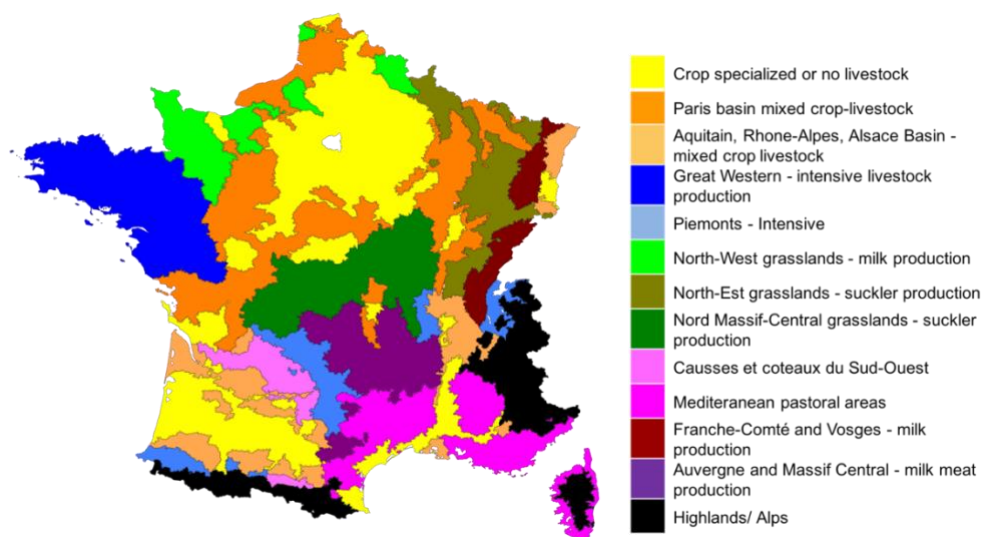 Crop specialized or no livestock
Paris basin mixed crop-livestock
Aquitain, Rhone-Alpes, Alsace Basin -
mixed crop livestock
Great Western - intensive livestock
production
Piemonts - Intensive
North-West grasslands - milk production
North-Est grasslands - suckler production
Nord Massif-Central grasslands - suckler
production
Causses et coteaux du Sud-Ouest
Mediteranean pastoral areas
Franche-Comté and Vosges - milk
production
Auvergne and Massif Central - milk meat
production
Highlands/ Alps